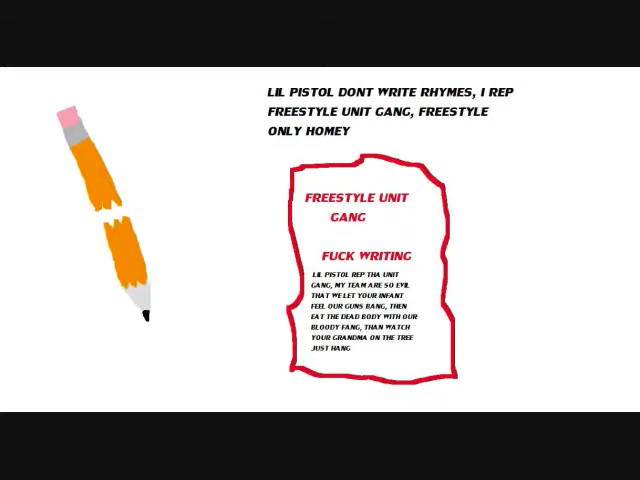 LIL PISTOL DONT WRITE RHYMES, I REP
FREESTYLE UNIT GANG, FREESTYLE
ONLY HOMEY
FREESTYLE UNIT
GANG
FUCK WRITING
LIL PISTOL REP THA UNIT
GANG, MY TEAM ARE SO EVIL
THAT WE LET YOUR INFANT
FEEL OUR GUNS BANG, THEN
EAT THE DEAD BODY WITH OUR
BLOODY FANG, THAN WATCH
YOUR GRANDMA ON THE TREE
JUST HANG